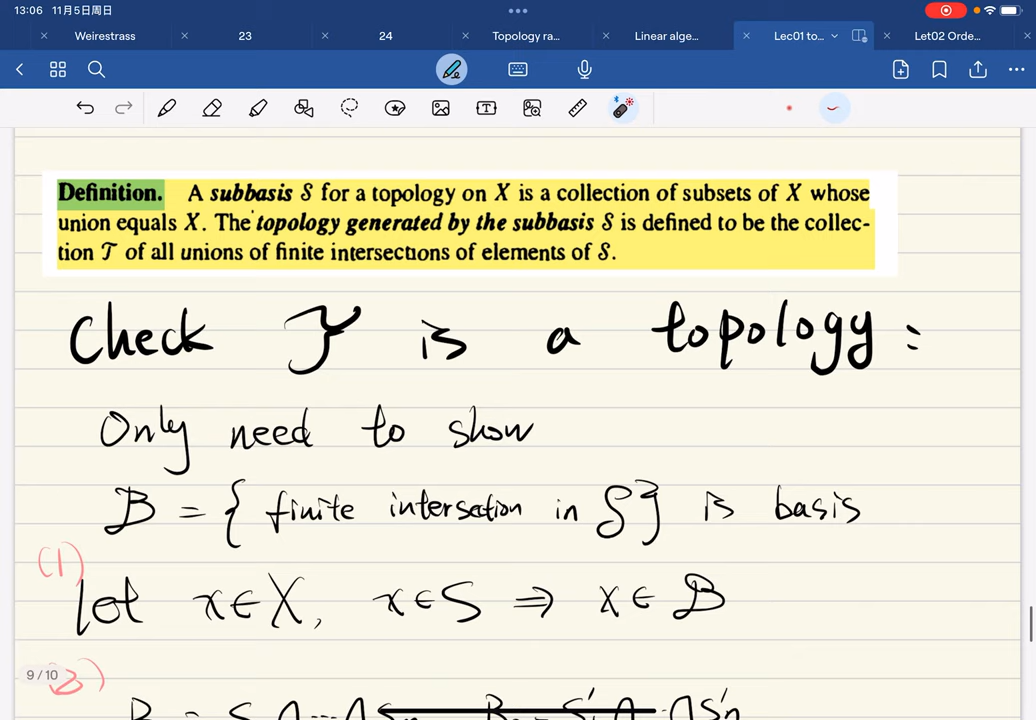 13:06 11月5日周日
Weirestrass
23
24
Topology ra...
Linear alge...
Lec01 to...
Let02 Orde...
Definition. A subbasis S for a topology on X is a collection of subsets of X whose
union equals X. The topology generated by the subbasis S is defined to be the collec-
tion T of all unions of finite intersections of elements of S.
Check T is a topology:
Only need to show
B = { finite intersection in S } is basis
(1)
let x∈X, x∈S ⇒ x∈B
9/10